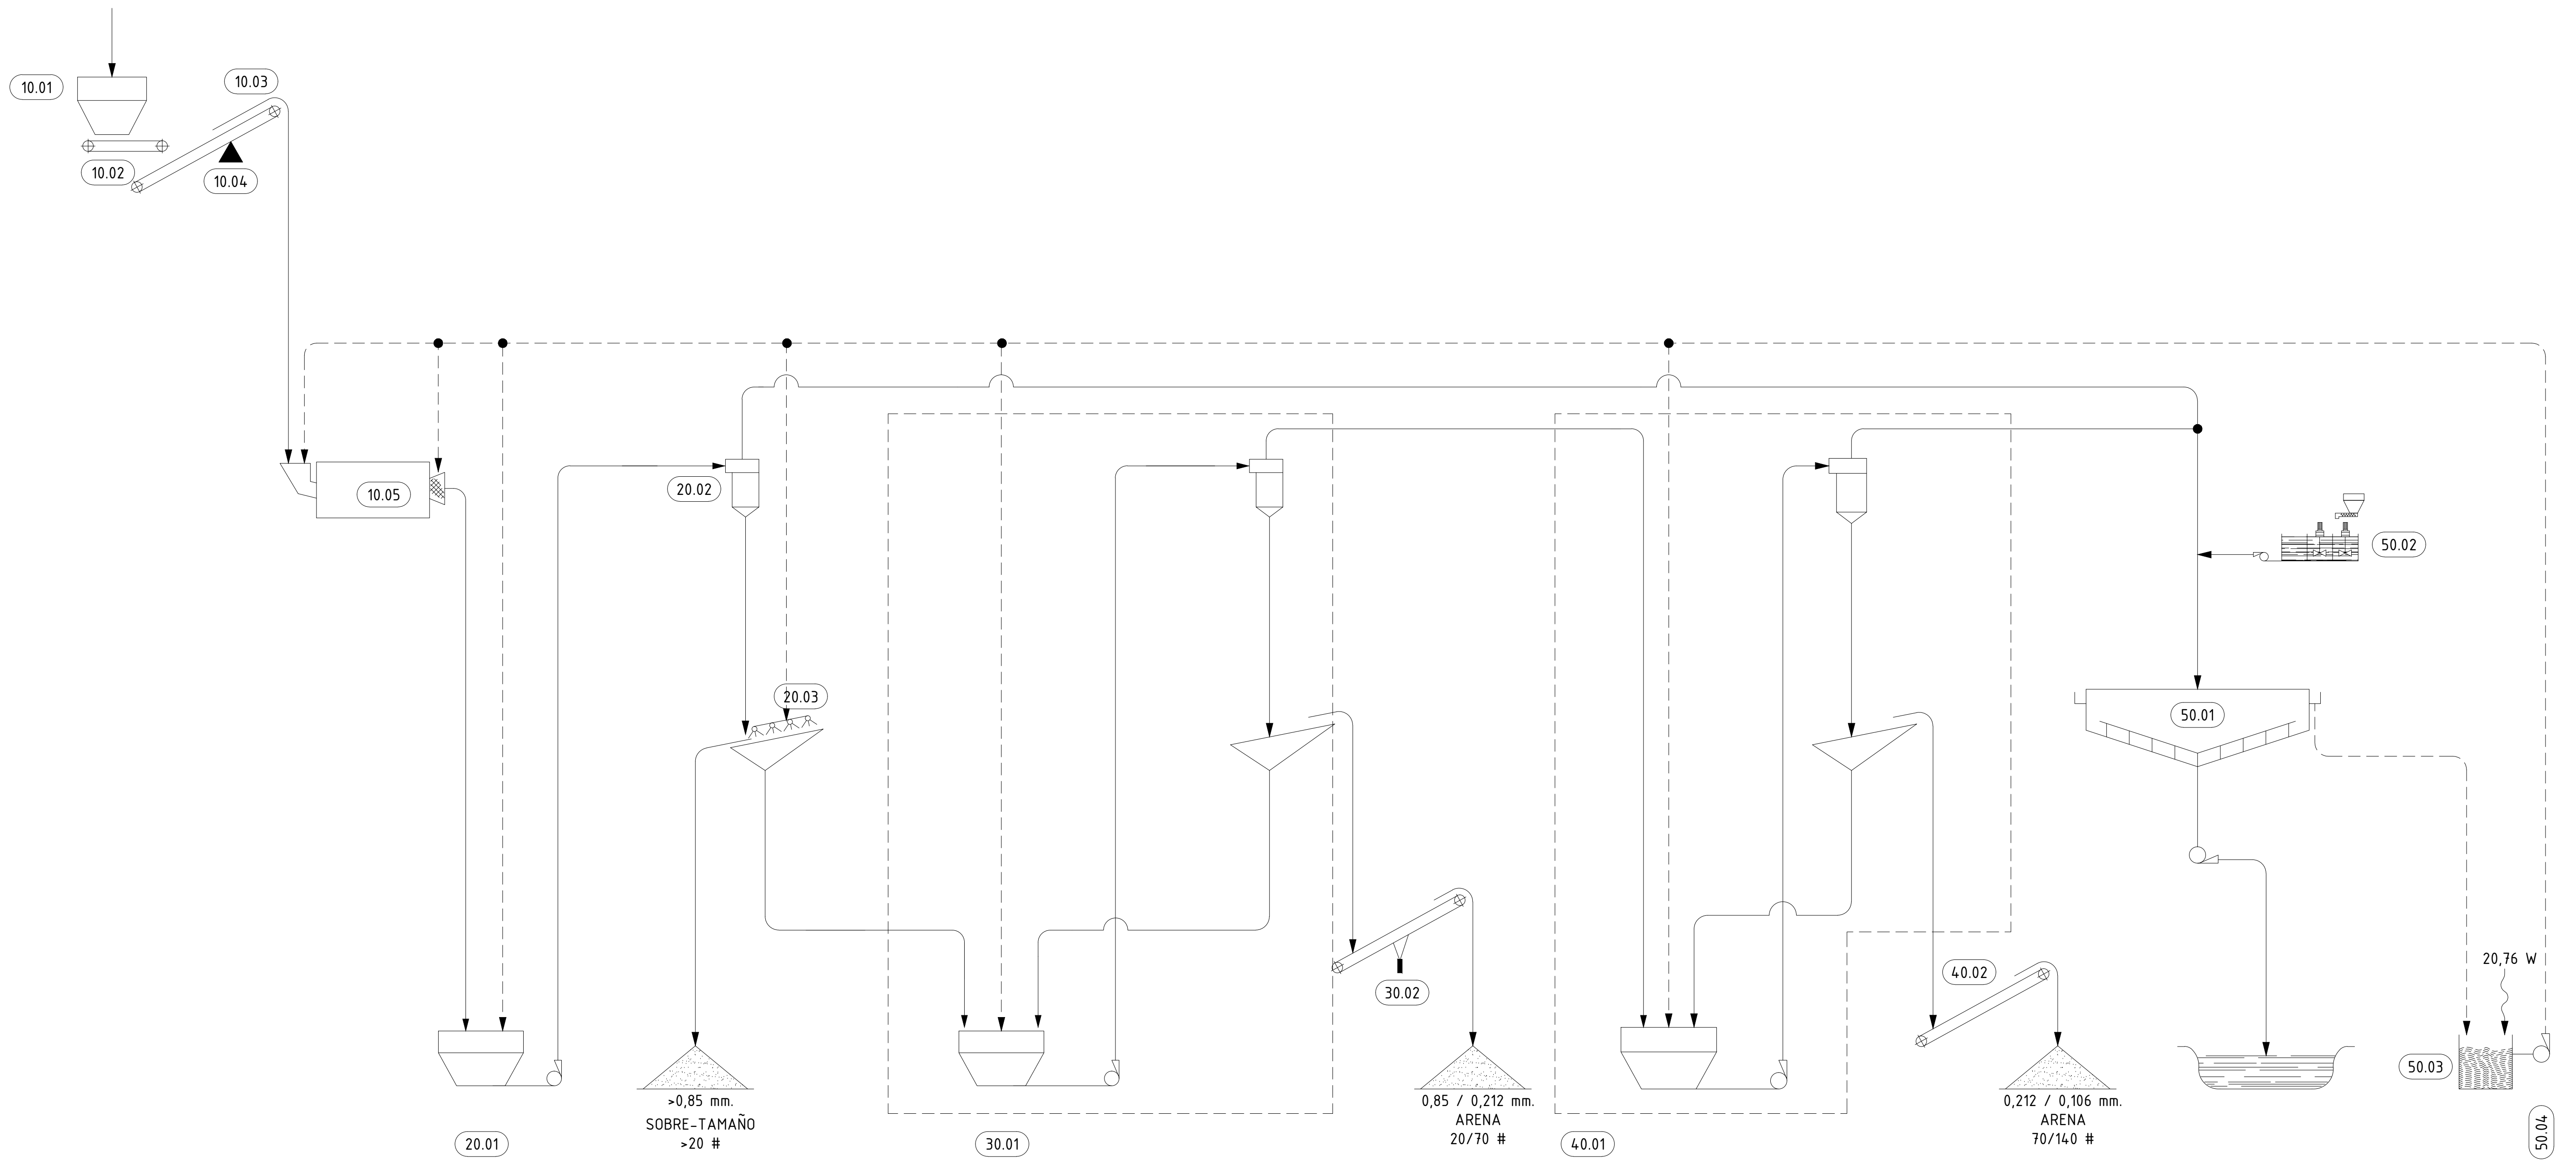 10.01
10.03
10.02
10.04
10.05
20.02
50.02
20.03
50.01
20,76 W
40.02
30.02
50.03
>0,85 mm.
SOBRE-TAMAÑO
>20 #
0,85 / 0,212 mm.
ARENA
20/70 #
0,212 / 0,106 mm.
ARENA
70/140 #
20.01
30.01
40.01
50.04